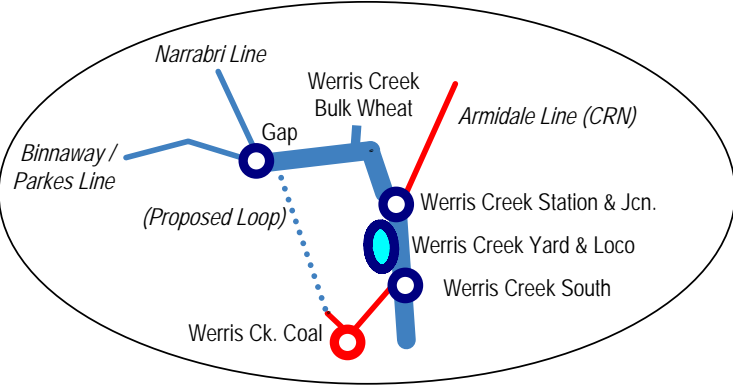 Narrabri Line
Werris Creek
Bulk Wheat
Armidale Line (CRN)
Gap
Binnaway /
Parkes Line
(Proposed Loop)
Werris Creek Station & Jcn.
Werris Creek Yard & Loco
Werris Creek South
Werris Ck. Coal